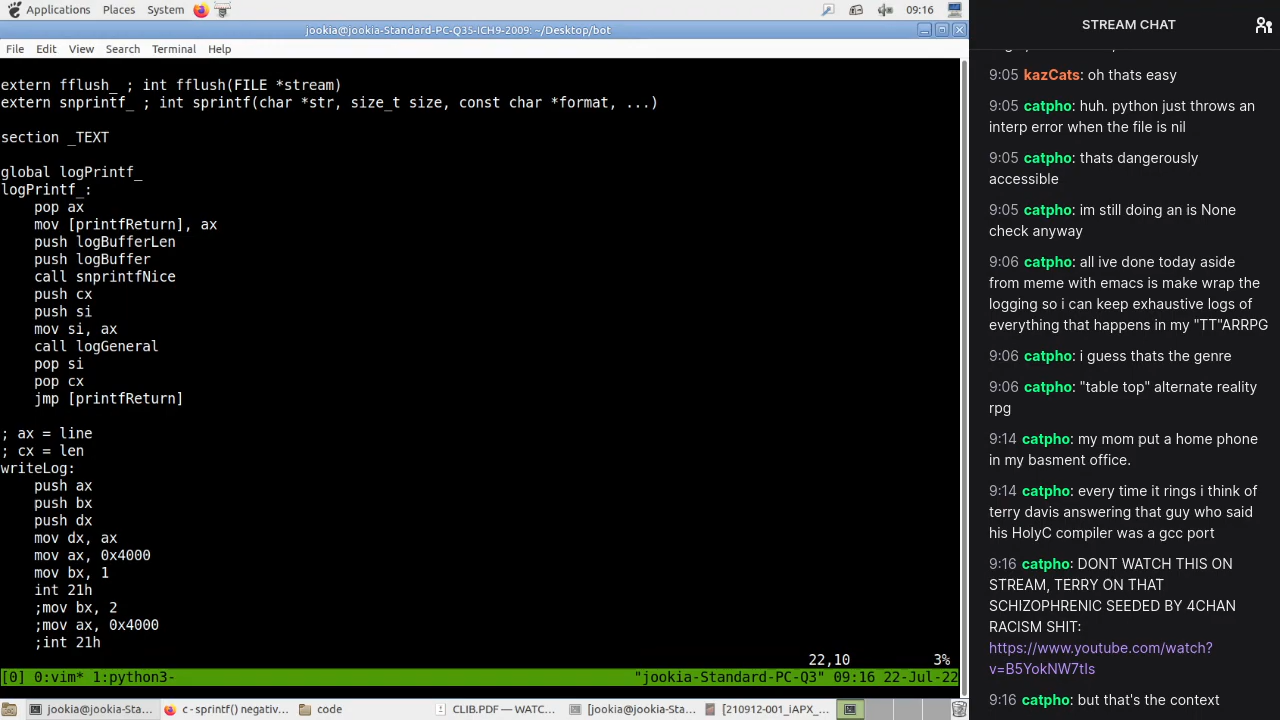 Applications Places System 09:16
jookia@jookia-Standard-PC-Q35-ICH9-2009: ~/Desktop/bot
File Edit View Search Terminal Help
extern fflush_ ; int fflush(FILE *stream)
extern snprintf_ ; int sprintf(char *str, size_t size, const char *format, ...)
section _TEXT
global logPrintf_
logPrintf_:
pop ax
mov [printfReturn], ax
push logBufferLen
push logBuffer
call snprintfNice
push cx
push si
mov si, ax
call logGeneral
pop si
pop cx
jmp [printfReturn]
; ax = line
; cx = len
writeLog:
push ax
push bx
push dx
mov dx, ax
mov ax, 0x4000
mov bx, 1
int 21h
;mov bx, 2
;mov ax, 0x4000
;int 21h
22,10 3%
[0] 0:vim* 1:python3- "jookia-Standard-PC-Q3" 09:16 22-Jul-22
jookia@jookia-Sta... c - sprintf() negativ... code CLIB.PDF — WATC... [jookia@jookia-Sta... [210912-001_iAPX_...
STREAM CHAT
9:05 kazCats: oh thats easy
9:05 catpho: huh. python just throws an
interp error when the file is nil
9:05 catpho: thats dangerously
accessible
9:05 catpho: im still doing an is None
check anyway
9:06 catpho: all ive done today aside
from meme with emacs is make wrap the
logging so i can keep exhaustive logs of
everything that happens in my "TT"ARRPG
9:06 catpho: i guess thats the genre
9:06 catpho: "table top" alternate reality
rpg
9:14 catpho: my mom put a home phone
in my basment office.
9:14 catpho: every time it rings i think of
terry davis answering that guy who said
his HolyC compiler was a gcc port
9:16 catpho: DONT WATCH THIS ON
STREAM, TERRY ON THAT
SCHIZOPHRENIC SEEDED BY 4CHAN
RACISM SHIT:
https://www.youtube.com/watch?
v=B5YokNW7tIs
9:16 catpho: but that's the context